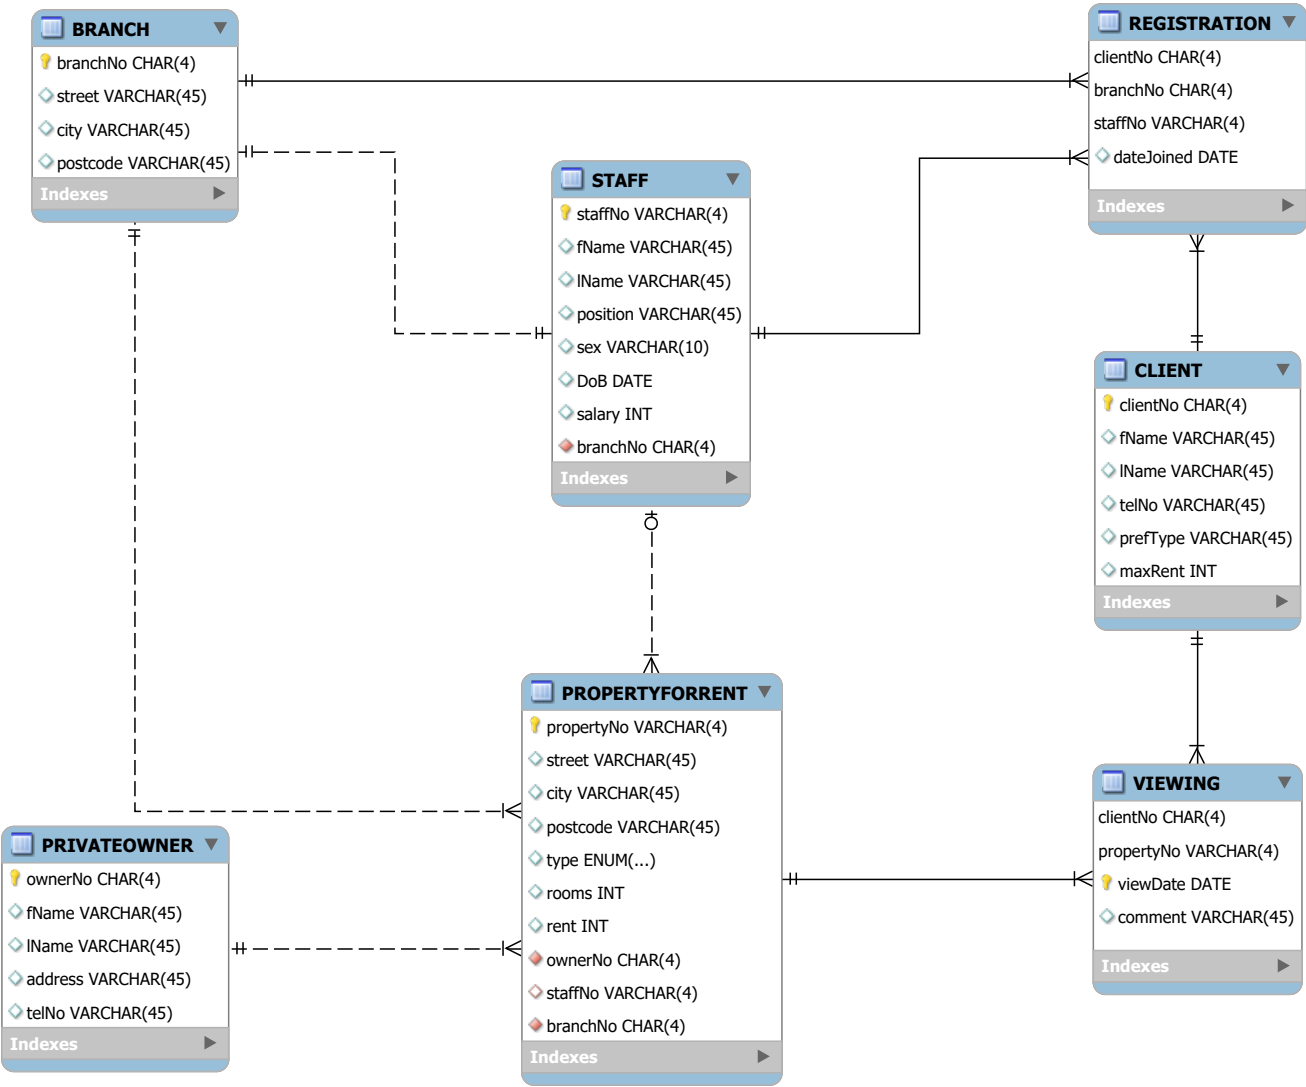 BRANCH
branchNo CHAR(4)
street VARCHAR(45)
city VARCHAR(45)
postcode VARCHAR(45)
Indexes
REGISTRATION
clientNo CHAR(4)
branchNo CHAR(4)
staffNo VARCHAR(4)
dateJoined DATE
Indexes
STAFF
staffNo VARCHAR(4)
fName VARCHAR(45)
lName VARCHAR(45)
position VARCHAR(45)
sex VARCHAR(10)
DoB DATE
salary INT
branchNo CHAR(4)
Indexes
CLIENT
clientNo CHAR(4)
fName VARCHAR(45)
lName VARCHAR(45)
telNo VARCHAR(45)
prefType VARCHAR(45)
maxRent INT
Indexes
PROPERTYFORRENT
propertyNo VARCHAR(4)
street VARCHAR(45)
city VARCHAR(45)
postcode VARCHAR(45)
type ENUM(...)
rooms INT
rent INT
ownerNo CHAR(4)
staffNo VARCHAR(4)
branchNo CHAR(4)
Indexes
VIEWING
clientNo CHAR(4)
propertyNo VARCHAR(4)
viewDate DATE
comment VARCHAR(45)
Indexes
PRIVATEOWNER
ownerNo CHAR(4)
fName VARCHAR(45)
lName VARCHAR(45)
address VARCHAR(45)
telNo VARCHAR(45)
Indexes